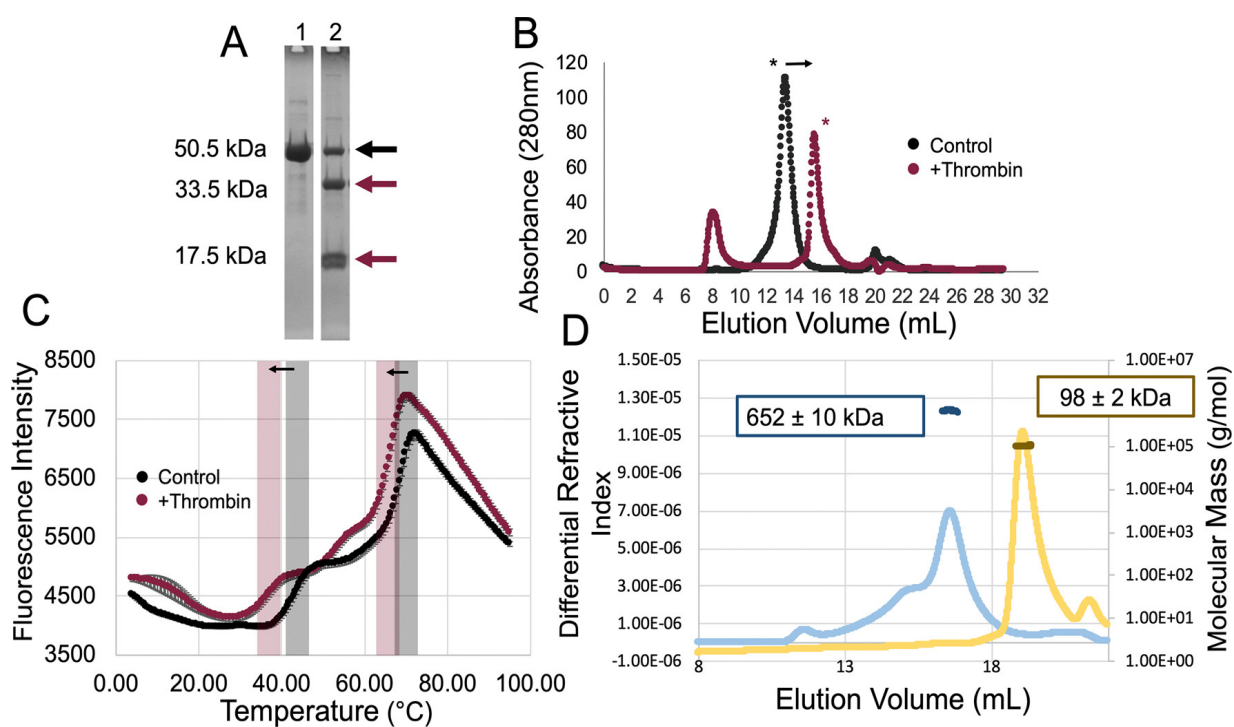 A
1 2
50.5 kDa
33.5 kDa
17.5 kDa
B
Absorbance (280nm)
120
100
80
60
40
20
0
* 
*
Control
+Thrombin
0 2 4 6 8 10 12 14 16 18 20 22 24 26 28 30 32
Elution Volume (mL)
C
Fluorescence Intensity
8500
7500
6500
5500
4500
3500
Control
+Thrombin
0.00 20.00 40.00 60.00 80.00 100.00
Temperature (°C)
D
Differential Refractive
Index
1.50E-05
1.30E-05
1.10E-05
9.00E-06
7.00E-06
5.00E-06
3.00E-06
1.00E-06
-1.00E-06
652 ± 10 kDa
98 ± 2 kDa
1.00E+07
1.00E+05
1.00E+04
1.00E+03
1.00E+02
1.00E+01
1.00E+00
Molecular Mass (g/mol)
8 13 18
Elution Volume (mL)